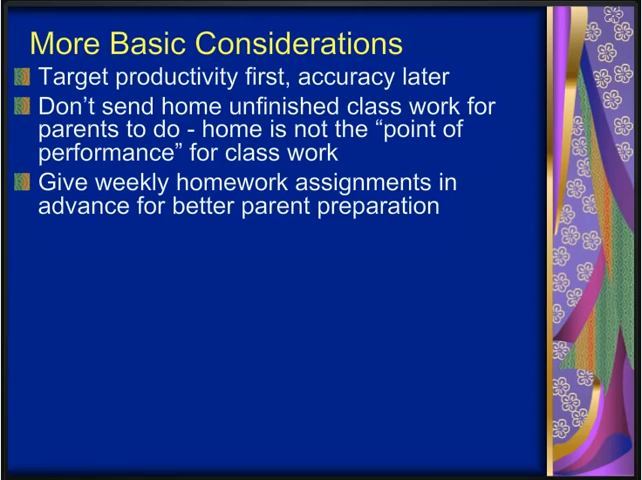 More Basic Considerations
Target productivity first, accuracy later
Don’t send home unfinished class work for
parents to do - home is not the “point of
performance” for class work
Give weekly homework assignments in
advance for better parent preparation